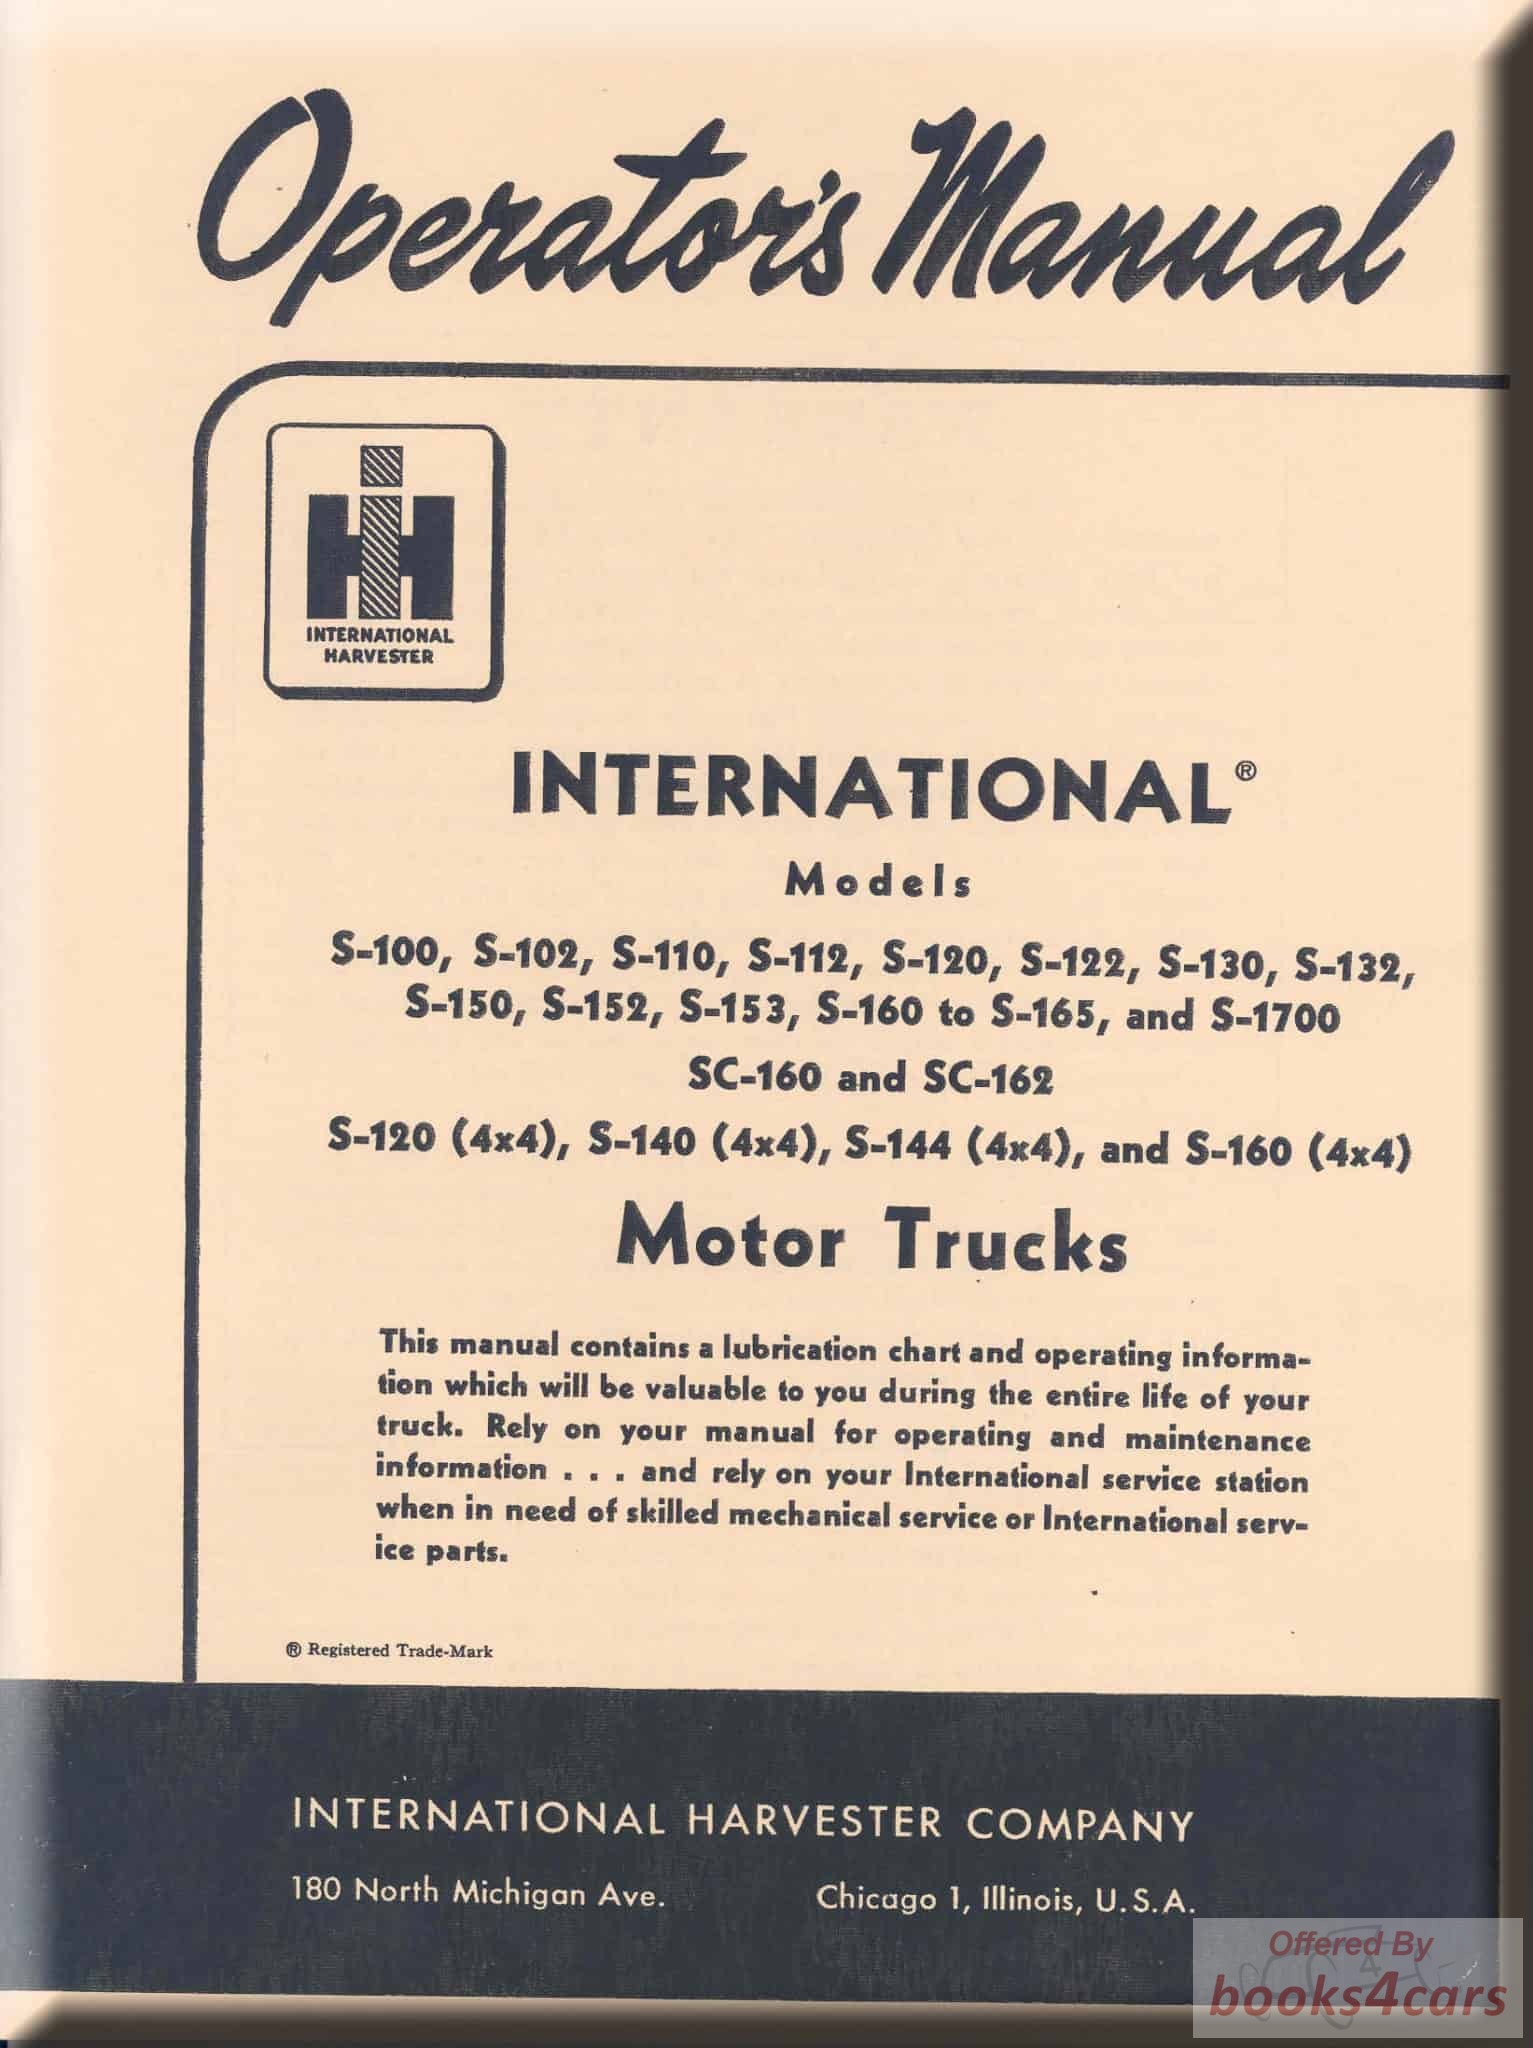 Operator's Manual
IH
INTERNATIONAL
HARVESTER
INTERNATIONAL®
Models
S-100, S-102, S-110, S-112, S-120, S-122, S-130, S-132,
S-150, S-152, S-153, S-160 to S-165, and S-1700
SC-160 and SC-162
S-120 (4x4), S-140 (4x4), S-144 (4x4), and S-160 (4x4)
Motor Trucks
This manual contains a lubrication chart and operating informa-
tion which will be valuable to you during the entire life of your
truck. Rely on your manual for operating and maintenance
information . . . and rely on your International service station
when in need of skilled mechanical service or International serv-
ice parts.
® Registered Trade-Mark
INTERNATIONAL HARVESTER COMPANY
180 North Michigan Ave. Chicago 1, Illinois, U.S.A.
Offered By
books4cars